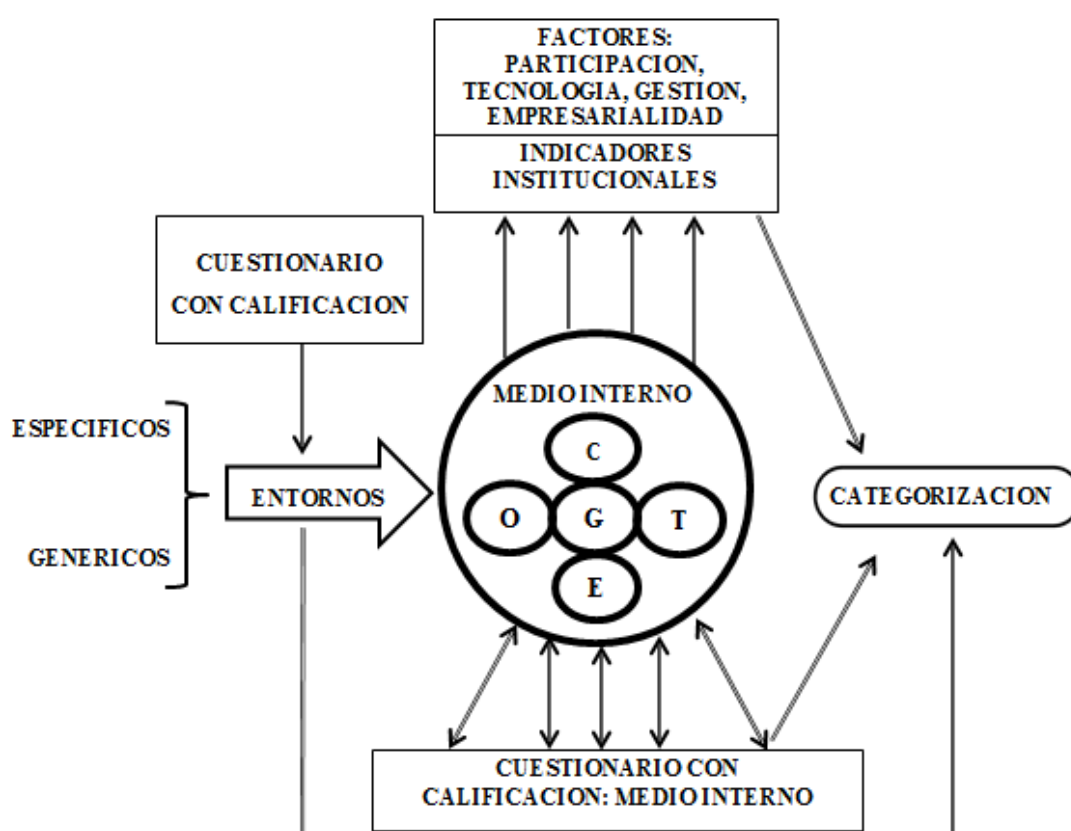 FACTORES:
PARTICIPACION,
TECNOLOGIA, GESTION,
EMPRESARIALIDAD
INDICADORES
INSTITUCIONALES
CUESTIONARIO
CON CALIFICACION
ESPECIFICOS
GENERICOS
ENTORNOS
MEDIO INTERNO
C
O G T
E
CATEGORIZACION
CUESTIONARIO CON
CALIFICACION: MEDIO INTERNO